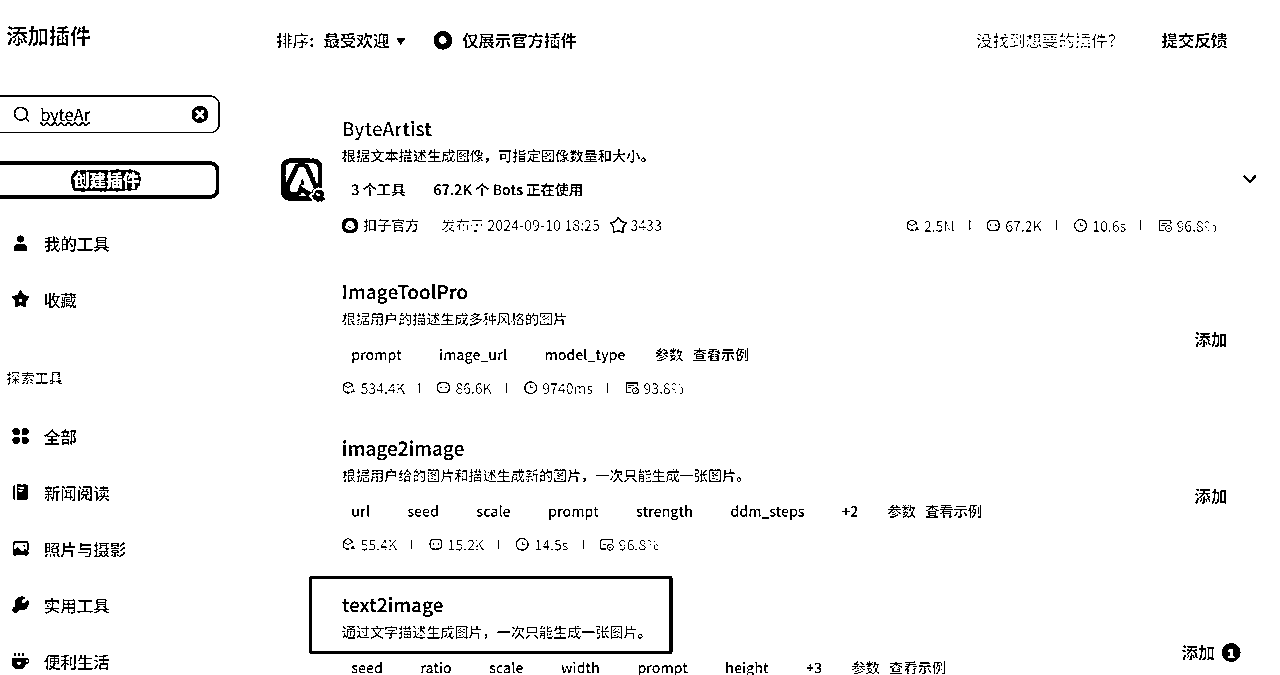 添加插件
排序: 最受欢迎 仅展示官方插件 没找到想要的插件? 提交反馈
byteAr
创建插件
我的工具
收藏
探索工具
全部
新闻阅读
照片与摄影
实用工具
便利生活
ByteArtist
根据文本描述生成图像，可指定图像数量和大小。
3 个工具 67.2K 个 Bots 正在使用
扣子官方 发布于 2024-09-10 18:25 3433 2.5M 67.2K 10.6s 96.8%
ImageToolPro
根据用户的描述生成多种风格的图片
prompt image_url model_type 参数 查看示例
534.4K 86.6K 9740ms 93.8%
添加
image2image
根据用户给的图片和描述生成新的图片，一次只能生成一张图片。
url seed scale prompt strength ddm_steps +2 参数 查看示例
55.4K 15.2K 14.5s 96.8%
添加
text2image
通过文字描述生成图片，一次只能生成一张图片。
seed ratio scale width prompt height +3 参数 查看示例
添加 1